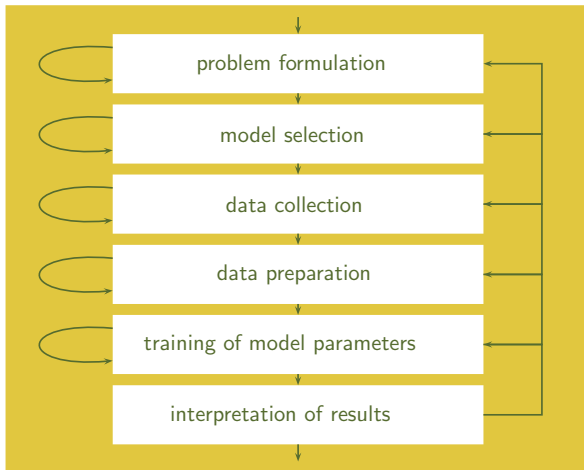 problem formulation
model selection
data collection
data preparation
training of model parameters
interpretation of results